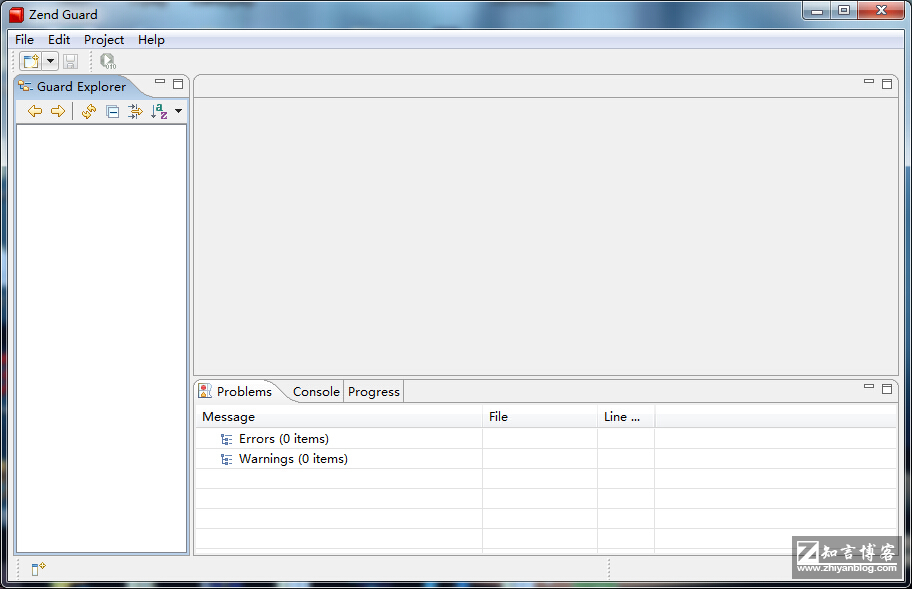 Zend Guard
File Edit Project Help
Guard Explorer
Problems Console Progress
Message File Line ...
Errors (0 items)
Warnings (0 items)
知言博客
www.zhiyanblog.com